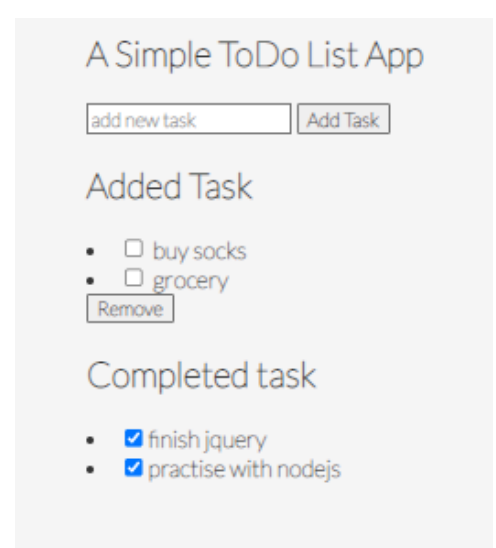 A Simple ToDo List App
add new task Add Task
Added Task
buy socks
grocery
Remove
Completed task
finish jquery
practise with nodejs